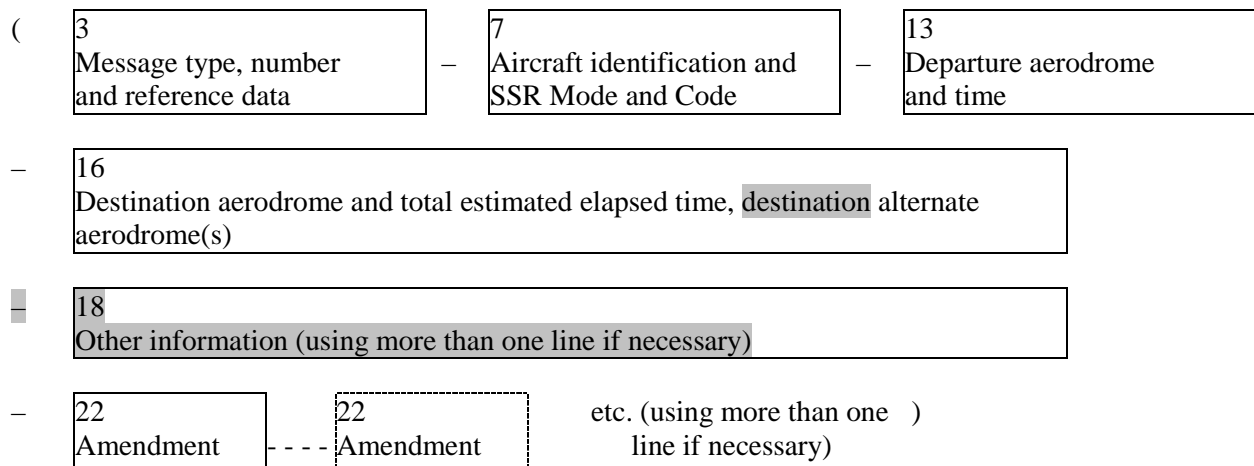 ( 3 7 13
Message type, number – Aircraft identification and – Departure aerodrome
and reference data SSR Mode and Code and time
– 16
Destination aerodrome and total estimated elapsed time, destination alternate
aerodrome(s)
– 18
Other information (using more than one line if necessary)
– 22 22 etc. (using more than one )
Amendment - - - - Amendment line if necessary)